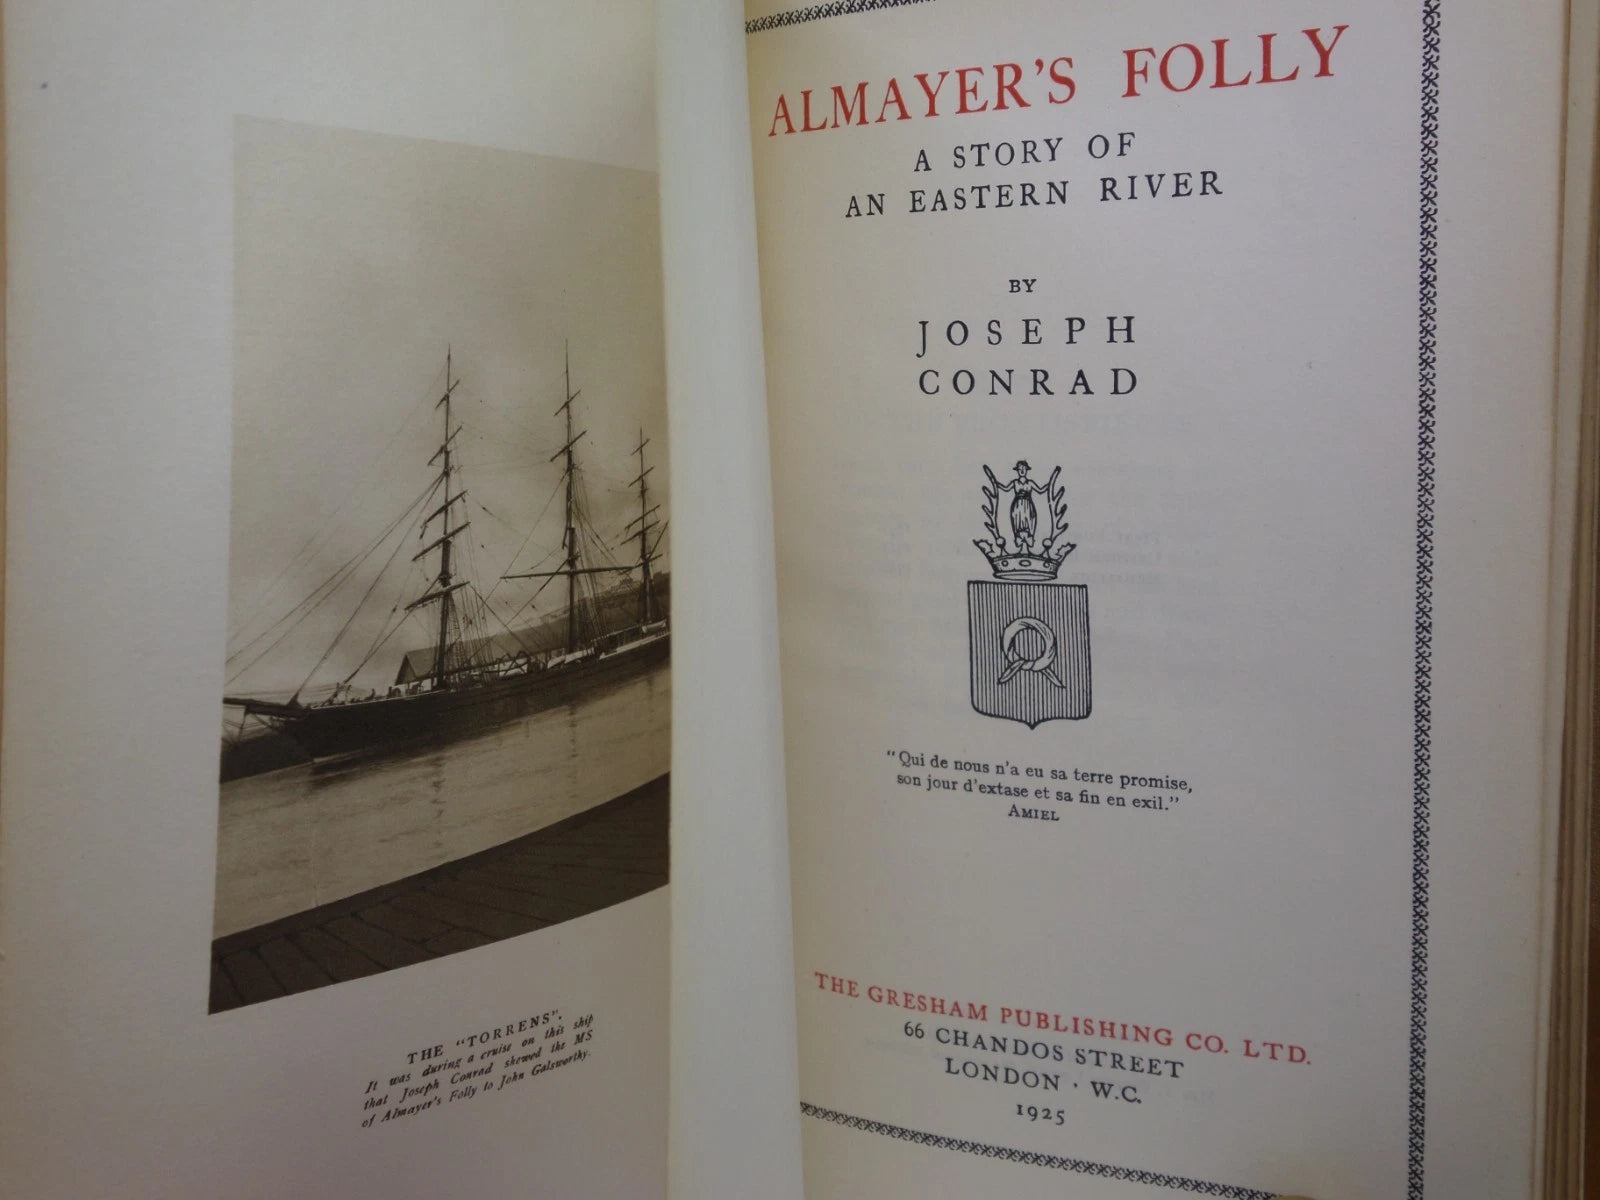 THE "TORRENS".
It was during a cruise on this ship
that Joseph Conrad shewed the MS
of Almayer's Folly to John Galsworthy.
ALMAYER'S FOLLY
A STORY OF
AN EASTERN RIVER
BY
JOSEPH
CONRAD
"Qui de nous n'a eu sa terre promise,
son jour d'extase et sa fin en exil."
AMIEL
THE GRESHAM PUBLISHING CO. LTD.
66 CHANDOS STREET
LONDON · W.C.
1925